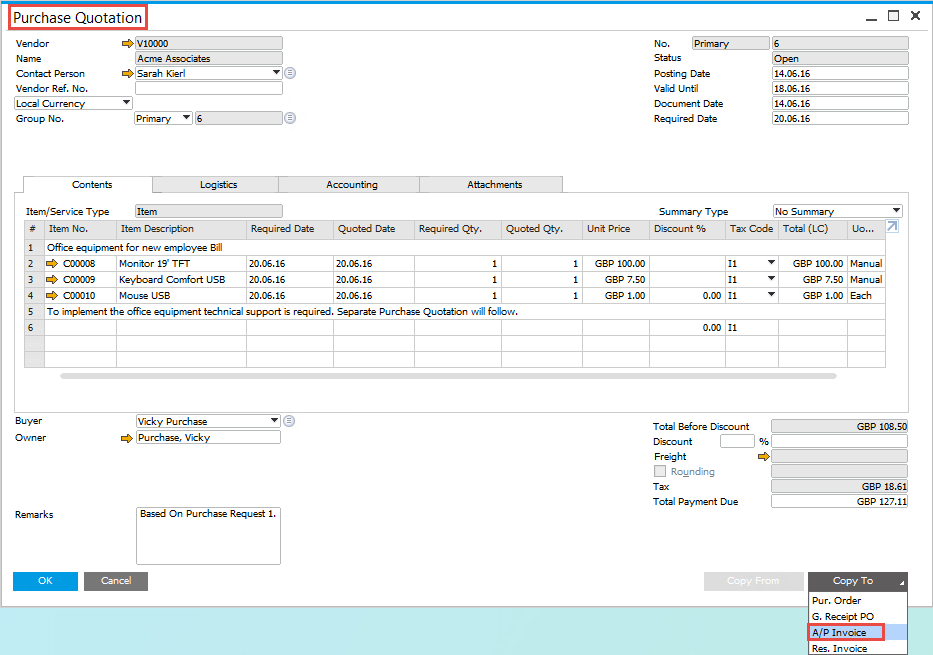 Purchase Quotation
Vendor V10000 No. Primary 6
Name Acme Associates Status Open
Contact Person Sarah Kierl Posting Date 14.06.16
Vendor Ref. No. Valid Until 18.06.16
Local Currency Document Date 14.06.16
Group No. Primary 6 Required Date 20.06.16
Contents Logistics Accounting Attachments
Item/Service Type Item Summary Type No Summary
# Item No. Item Description Required Date Quoted Date Required Qty. Quoted Qty. Unit Price Discount % Tax Code Total (LC) Uo...
1 Office equipment for new employee Bill
2 C00008 Monitor 19' TFT 20.06.16 20.06.16 1 1 GBP 100.00 I1 GBP 100.00 Manual
3 C00009 Keyboard Comfort USB 20.06.16 20.06.16 1 1 GBP 7.50 I1 GBP 7.50 Manual
4 C00010 Mouse USB 20.06.16 20.06.16 1 1 GBP 1.00 0.00 I1 GBP 1.00 Each
5 To implement the office equipment technical support is required. Separate Purchase Quotation will follow.
6 0.00 I1
Buyer Vicky Purchase
Owner Purchase, Vicky
Total Before Discount GBP 108.50
Discount %
Freight
Rounding
Tax GBP 18.61
Total Payment Due GBP 127.11
Remarks Based On Purchase Request 1.
OK Cancel Copy From Copy To
Pur. Order
G. Receipt PO
A/P Invoice
Res. Invoice